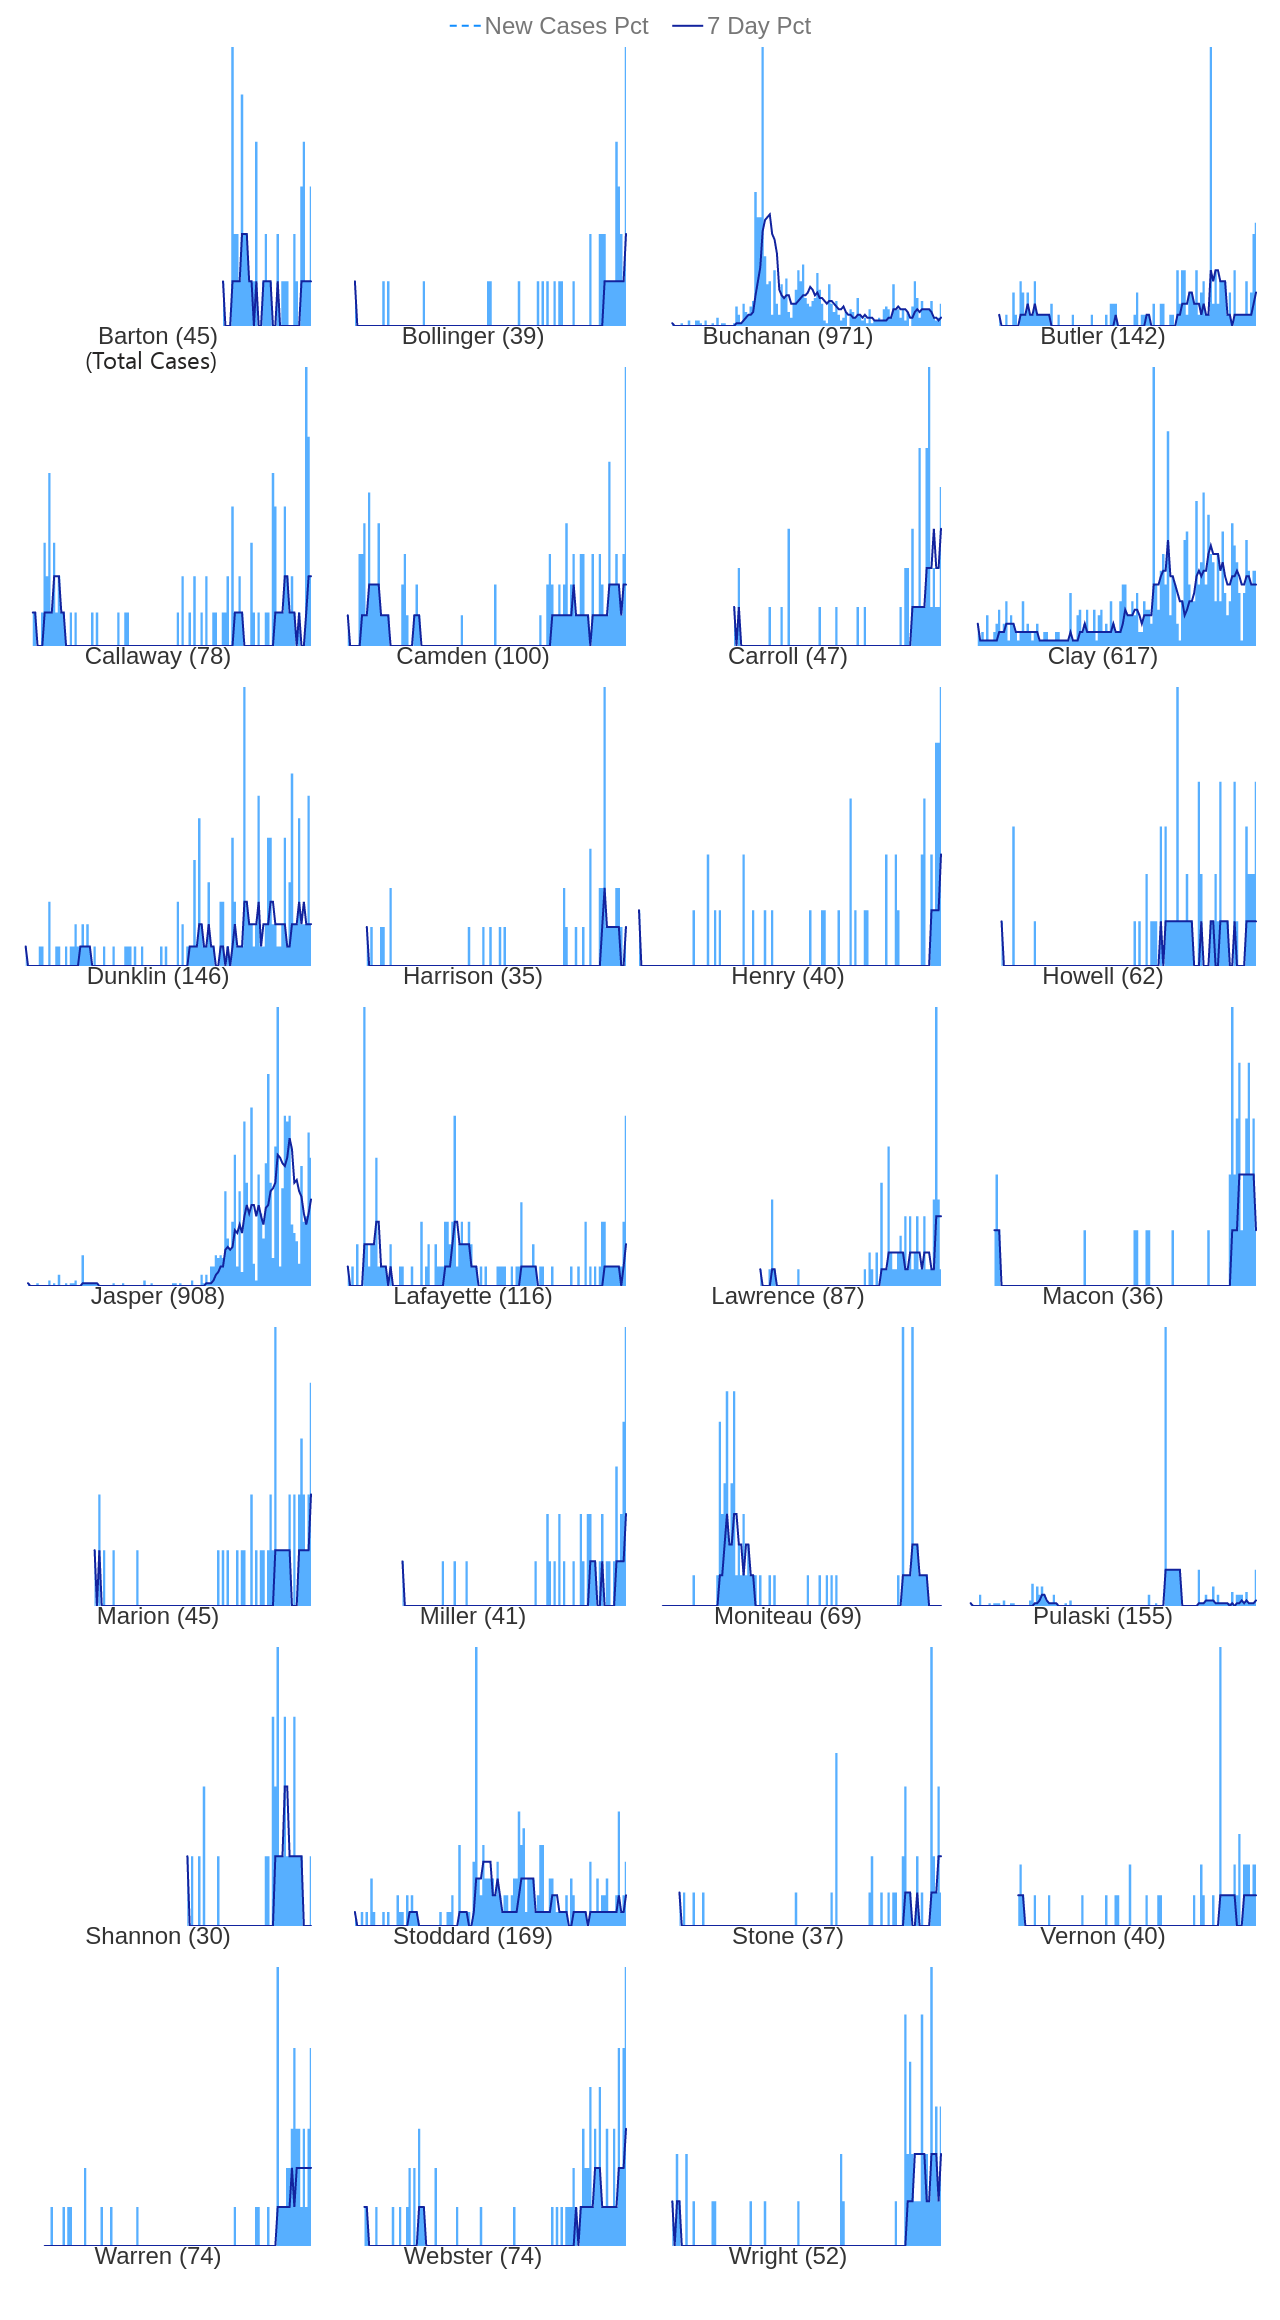 New Cases Pct 7 Day Pct
Barton (45) Bollinger (39) Buchanan (971) Butler (142)
(Total Cases)
Callaway (78) Camden (100) Carroll (47) Clay (617)
Dunklin (146) Harrison (35) Henry (40) Howell (62)
Jasper (908) Lafayette (116) Lawrence (87) Macon (36)
Marion (45) Miller (41) Moniteau (69) Pulaski (155)
Shannon (30) Stoddard (169) Stone (37) Vernon (40)
Warren (74) Webster (74) Wright (52)